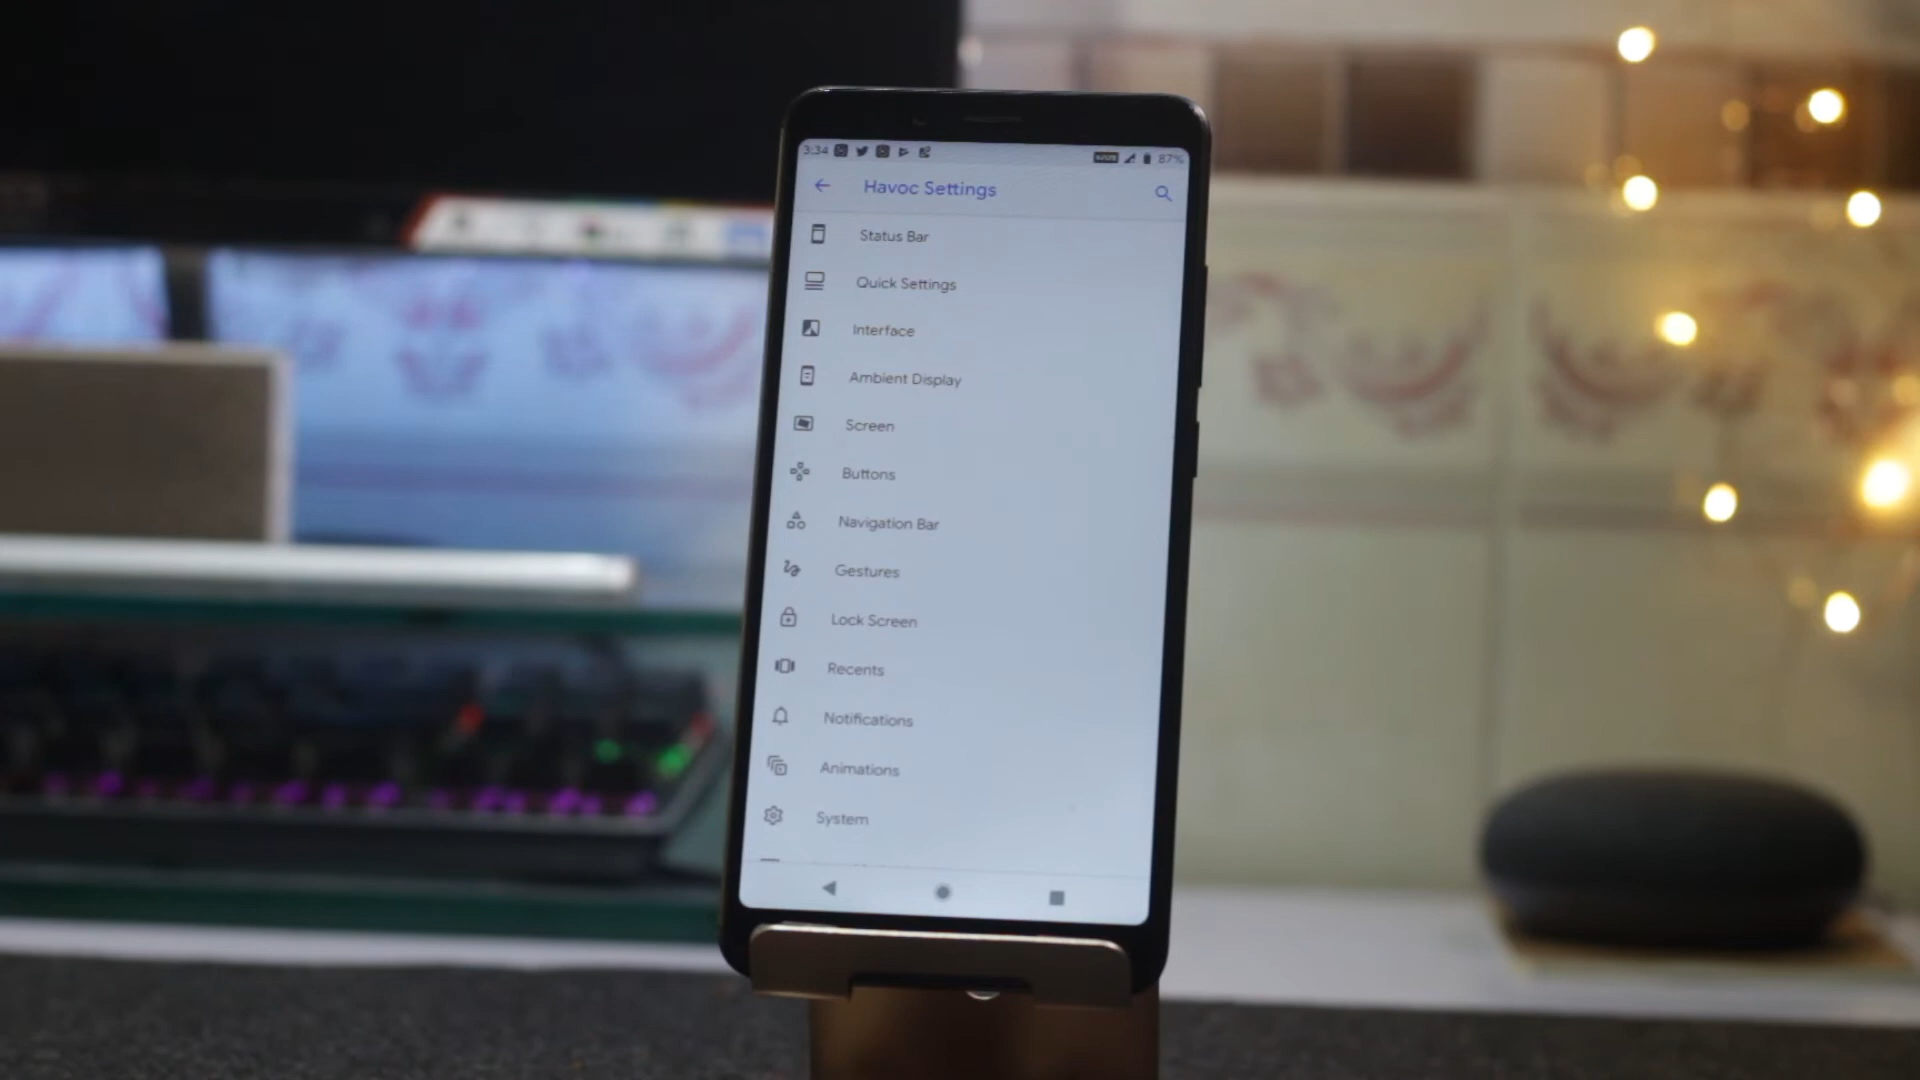 3:34 87%
Havoc Settings
Status Bar
Quick Settings
Interface
Ambient Display
Screen
Buttons
Navigation Bar
Gestures
Lock Screen
Recents
Notifications
Animations
System